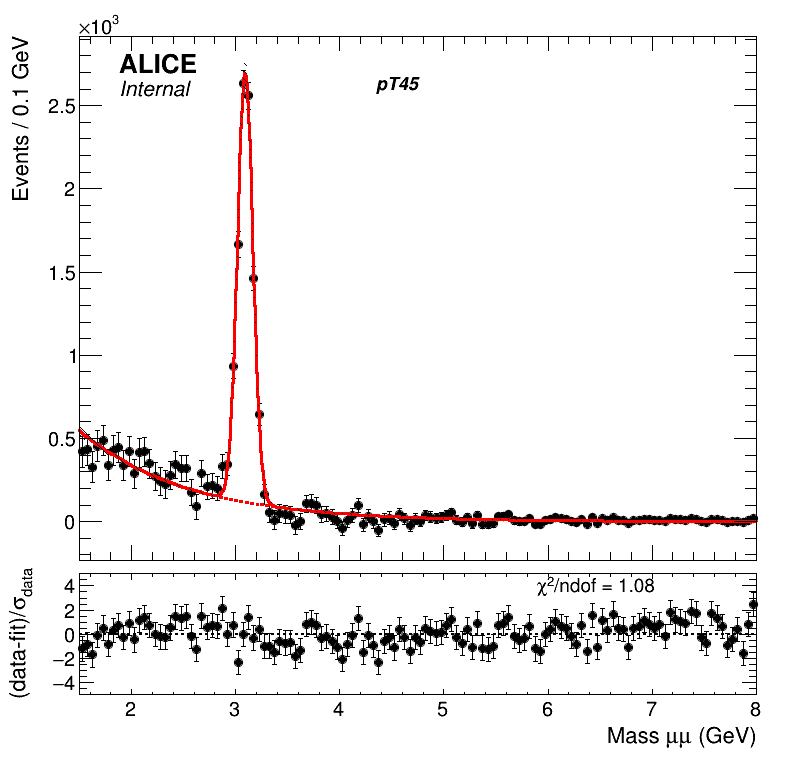 ×10³
ALICE
Internal
pT45
Events / 0.1 GeV
2.5
2
1.5
1
0.5
0
χ²/ndof = 1.08
(data-fit)/σ_data
4
2
0
−2
−4
2 3 4 5 6 7 8
Mass μμ (GeV)